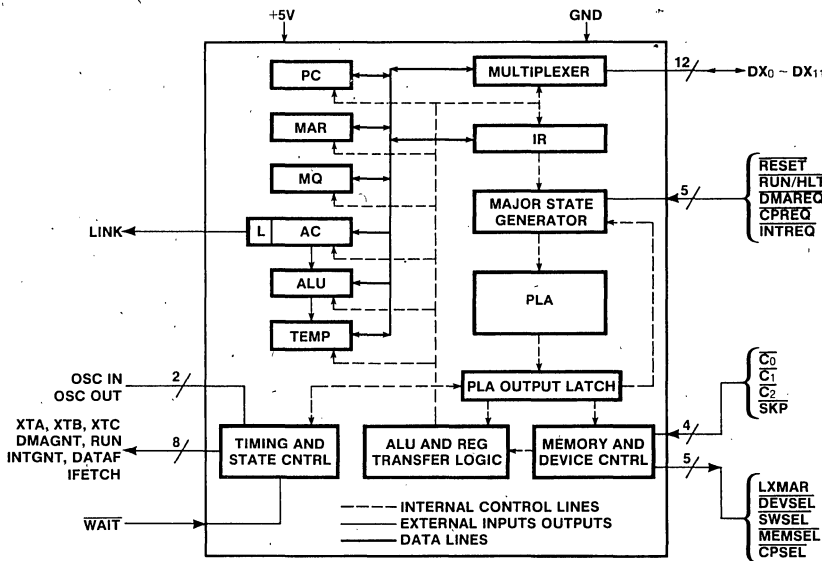 +5V
GND
PC
MULTIPLEXER
12
DX0 ~ DX11
MAR
IR
MQ
RESET
RUN/HLT
DMAREQ
CPREQ
INTREQ
5
MAJOR STATE
GENERATOR
LINK
L
AC
ALU
PLA
TEMP
OSC IN
OSC OUT
2
PLA OUTPUT LATCH
C0
C1
C2
SKP
4
XTA, XTB, XTC
DMAGNT, RUN
INTGNT, DATAF
IFETCH
8
TIMING AND
STATE CNTRL
ALU AND REG
TRANSFER LOGIC
MEMORY AND
DEVICE CNTRL
5
LXMAR
DEVSEL
SWSEL
MEMSEL
CPSEL
WAIT
INTERNAL CONTROL LINES
EXTERNAL INPUTS OUTPUTS
DATA LINES